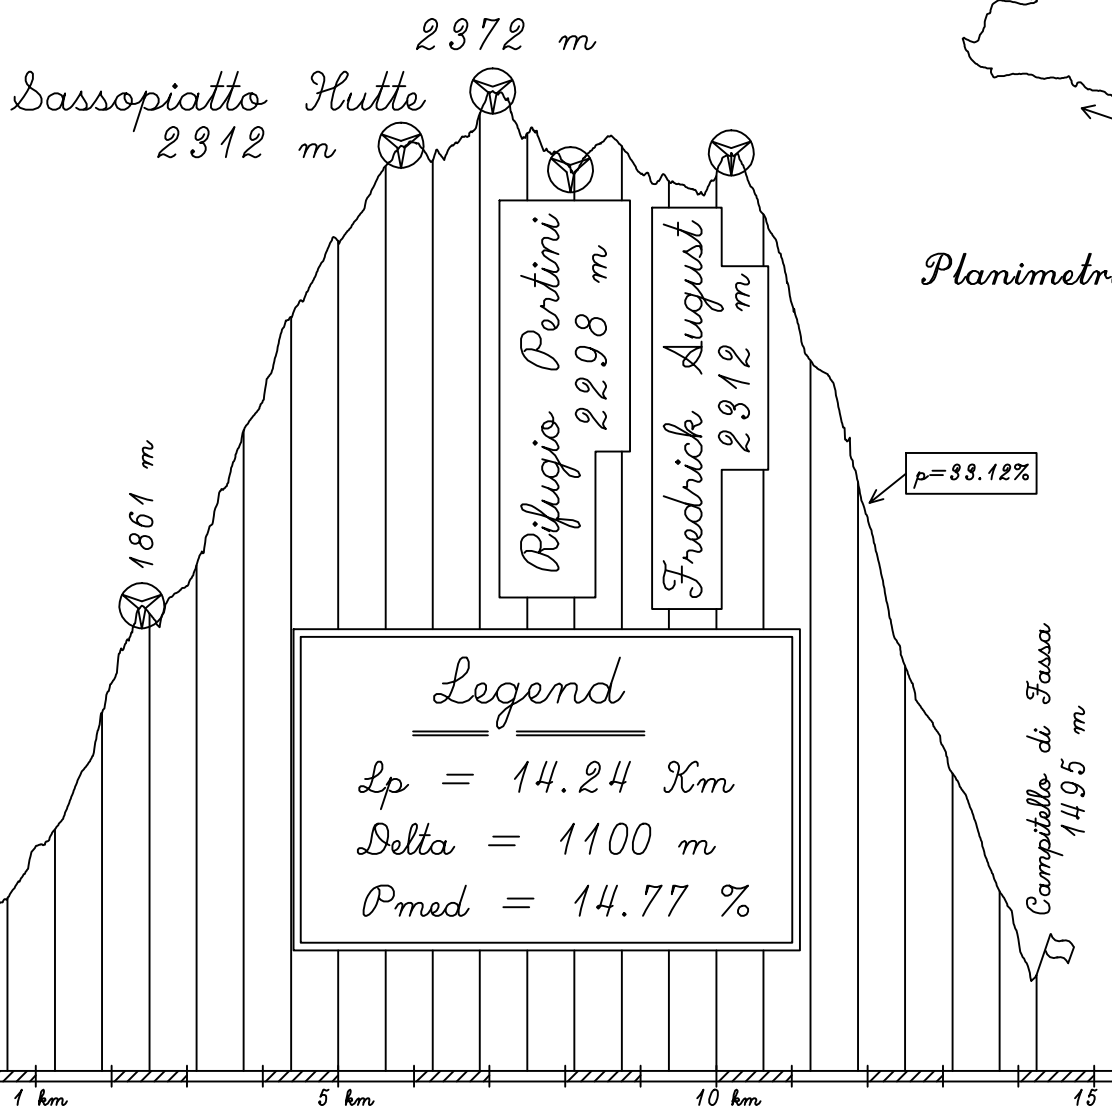 2372 m
Sassopiatto Hutte
2312 m
Planimetr
Rifugio Pertini
2298 m
Fredrick August
2312 m
1861 m
p=33.12%
Campitello di Fassa
1495 m
Legend
Lp = 14.24 Km
Delta = 1100 m
Pmed = 14.77 %
1 km
5 km
10 km
15